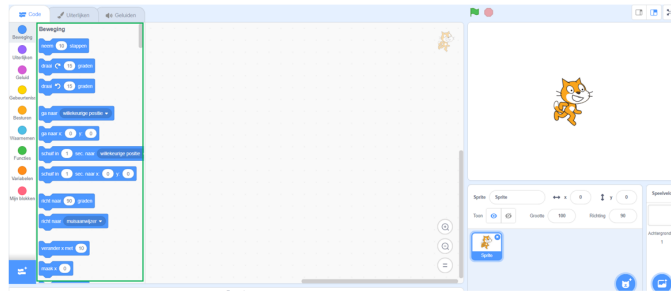 Code
Uiterlijken
Geluiden
Beweging
Beweging
neem 10 stappen
Uiterlijken
draai 15 graden
Geluid
draai 15 graden
Gebeurtenissen
Besturen
ga naar willekeurige positie
Waarnemen
ga naar x: 0 y: 0
Functies
schuif in 1 sec. naar willekeurige positie
Variabelen
schuif in 1 sec. naar x: 0 y: 0
Mijn blokken
richt naar 90 graden
richt naar muisaanwijzer
verander x met 10
maak x 0
Sprite Sprite x 0 y 0
Toon Grootte 100 Richting 90
Sprite
Speelveld
1